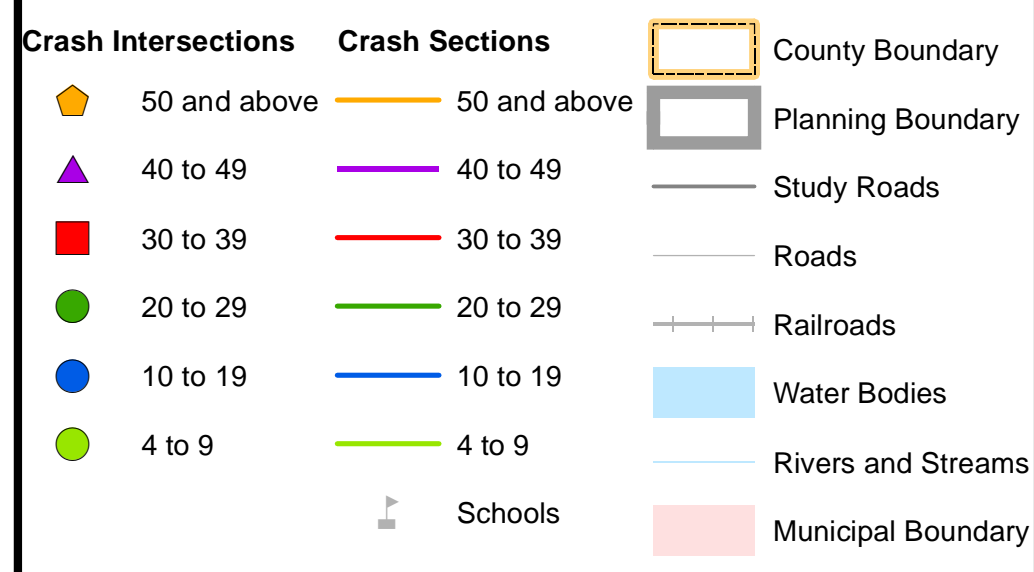 Crash Intersections
50 and above
40 to 49
30 to 39
20 to 29
10 to 19
4 to 9
Crash Sections
50 and above
40 to 49
30 to 39
20 to 29
10 to 19
4 to 9
Schools
County Boundary
Planning Boundary
Study Roads
Roads
Railroads
Water Bodies
Rivers and Streams
Municipal Boundary